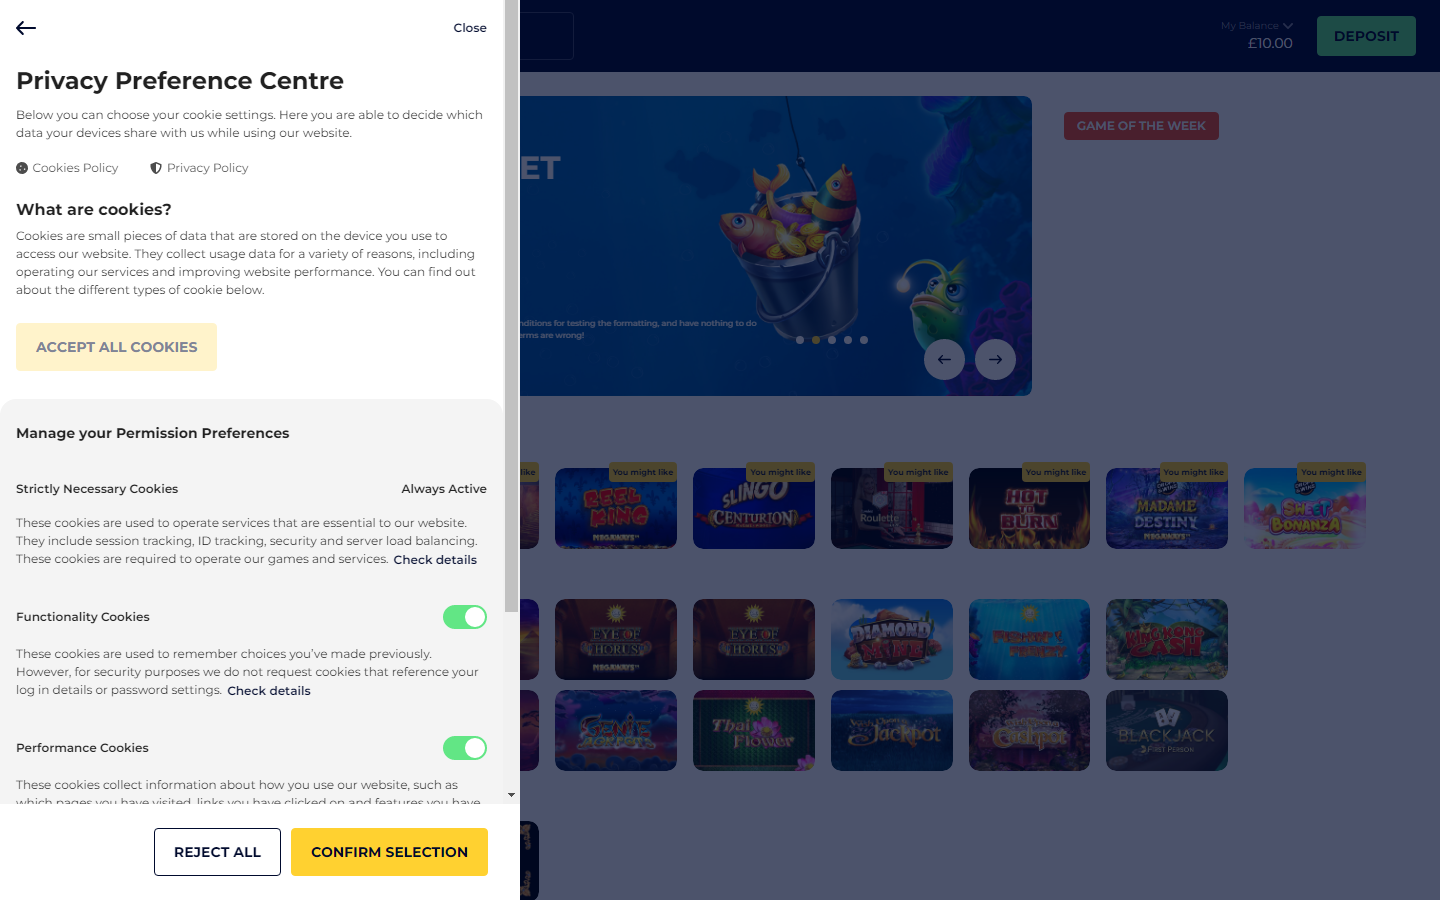 Close
Privacy Preference Centre
Below you can choose your cookie settings. Here you are able to decide which
data your devices share with us while using our website.
Cookies Policy
Privacy Policy
What are cookies?
Cookies are small pieces of data that are stored on the device you use to
access our website. They collect usage data for a variety of reasons, including
operating our services and improving website performance. You can find out
about the different types of cookie below.
ACCEPT ALL COOKIES
Manage your Permission Preferences
Strictly Necessary Cookies
Always Active
These cookies are used to operate services that are essential to our website.
They include session tracking, ID tracking, security and server load balancing.
These cookies are required to operate our games and services. Check details
Functionality Cookies
These cookies are used to remember choices you've made previously.
However, for security purposes we do not request cookies that reference your
log in details or password settings. Check details
Performance Cookies
These cookies collect information about how you use our website, such as
which pages you have visited, links you have clicked on and features you have
REJECT ALL
CONFIRM SELECTION
My Balance
£10.00
DEPOSIT
ET
nditions for testing the formatting, and have nothing to do
erms are wrong!
GAME OF THE WEEK
like
You might like
You might like
You might like
You might like
You might like
You might like
REEL
KING
MEGAWAYS
SLINGO
CENTURION
Roulette
HOT
TO
BURN
MADAME
DESTINY
MEGAWAYS
SWEET
BONANZA
EYE OF
HORUS
MEGAWAYS
EYE OF
HORUS
DIAMOND
MINE
FISHIN'
FRENZY
KING KONG
CASH
GENIE
JACKPOTS
Thai
Flower
Jackpot
BLACKJACK
FIRST PERSON